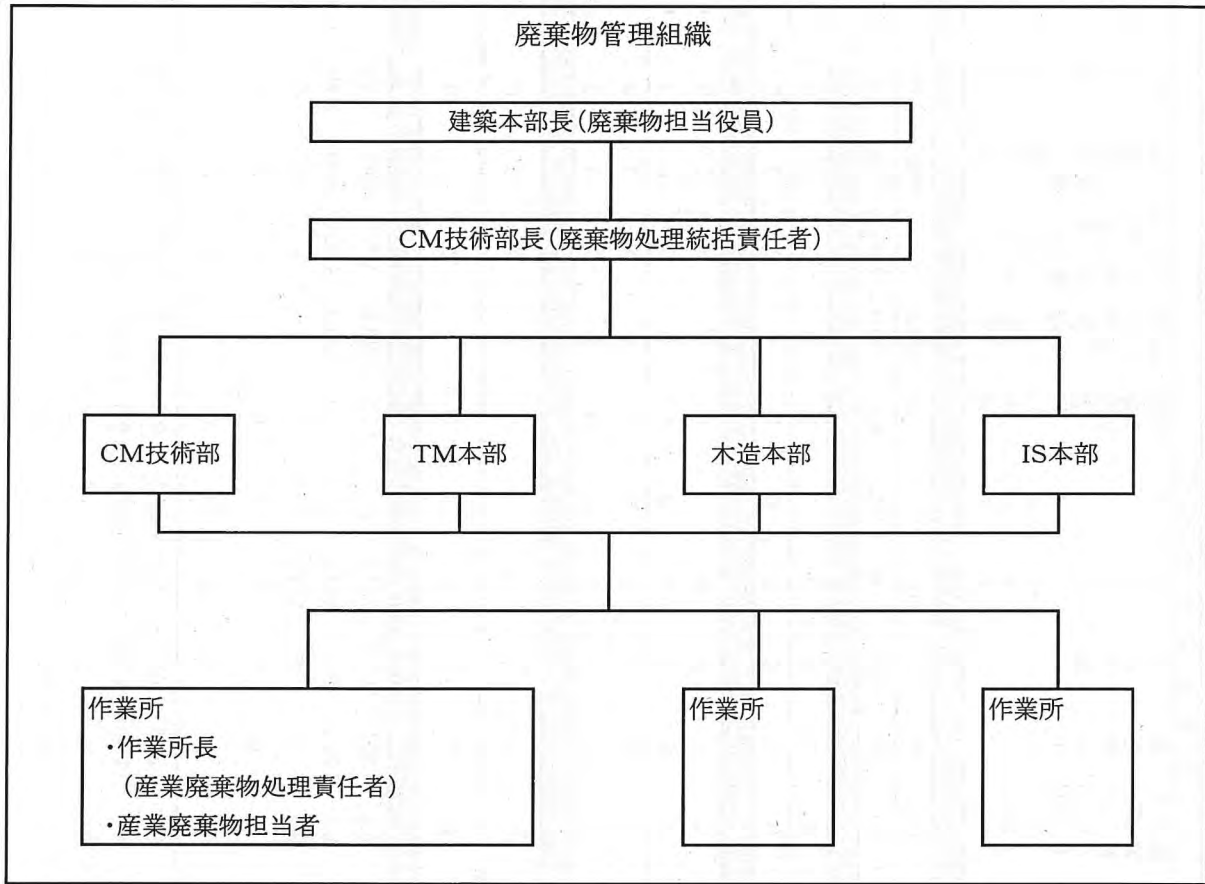 廃棄物管理組織
建築本部長(廃棄物担当役員)
CM技術部長(廃棄物処理統括責任者)
CM技術部
TM本部
木造本部
IS本部
作業所
・作業所長
(産業廃棄物処理責任者)
・産業廃棄物担当者
作業所
作業所